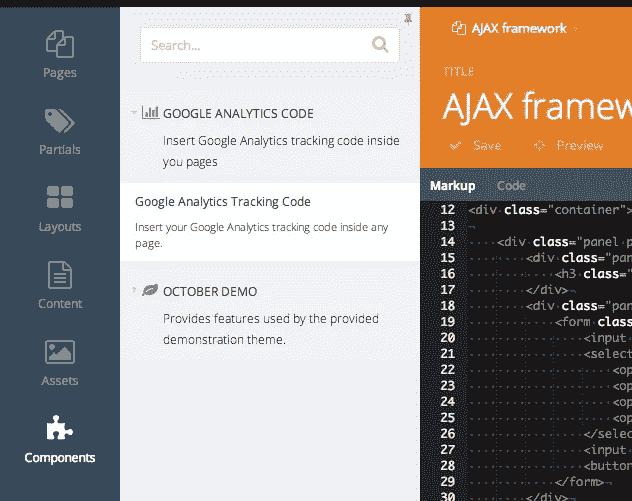 Pages
Partials
Layouts
Content
Assets
Components
Search...
GOOGLE ANALYTICS CODE
Insert Google Analytics tracking code inside
you pages
Google Analytics Tracking Code
Insert your Google Analytics tracking code inside any
page.
OCTOBER DEMO
Provides features used by the provided
demonstration theme.
AJAX framework
TITLE
AJAX framew
Save Preview
Markup Code
12 <div class="container">
13
14 <div class="panel p
15 <div class="pan
16 <h3 class="
17 </div>
18 <div class="pan
19 <form clas
20 <input
21 <select
22 <op
23 <op
24 <op
25 <op
26 </selec
27 <input
28 <button
29 </form>
30 </div>